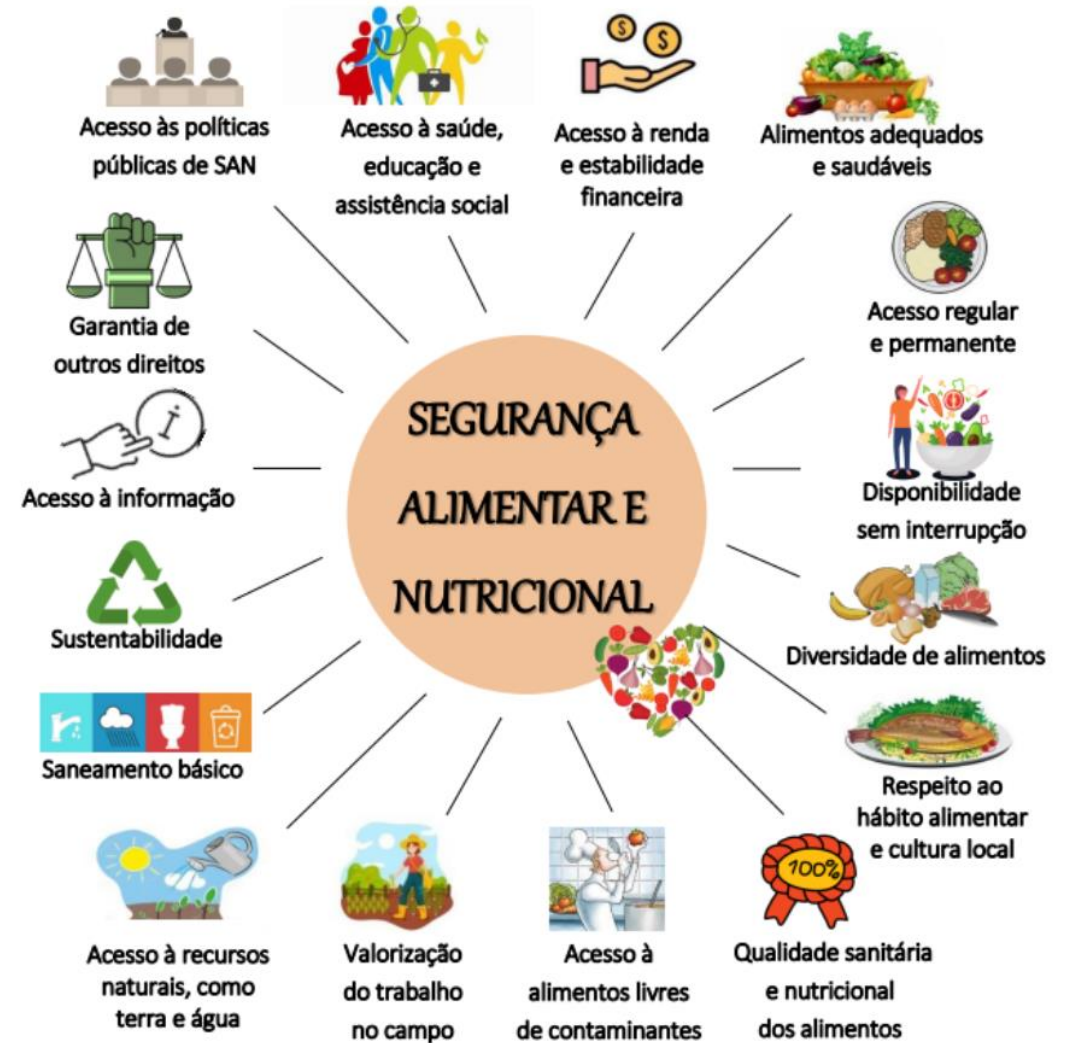 Acesso às políticas
públicas de SAN
Acesso à saúde,
educação e
assistência social
$
$
Acesso à renda
e estabilidade
financeira
Alimentos adequados
e saudáveis
Garantia de
outros direitos
Acesso regular
e permanente
i
Acesso à informação
SEGURANÇA
ALIMENTAR E
NUTRICIONAL
Disponibilidade
sem interrupção
Sustentabilidade
Diversidade de alimentos
Saneamento básico
Respeito ao
hábito alimentar
e cultura local
Acesso à recursos
naturais, como
terra e água
Valorização
do trabalho
no campo
Acesso à
alimentos livres
de contaminantes
100%
Qualidade sanitária
e nutricional
dos alimentos